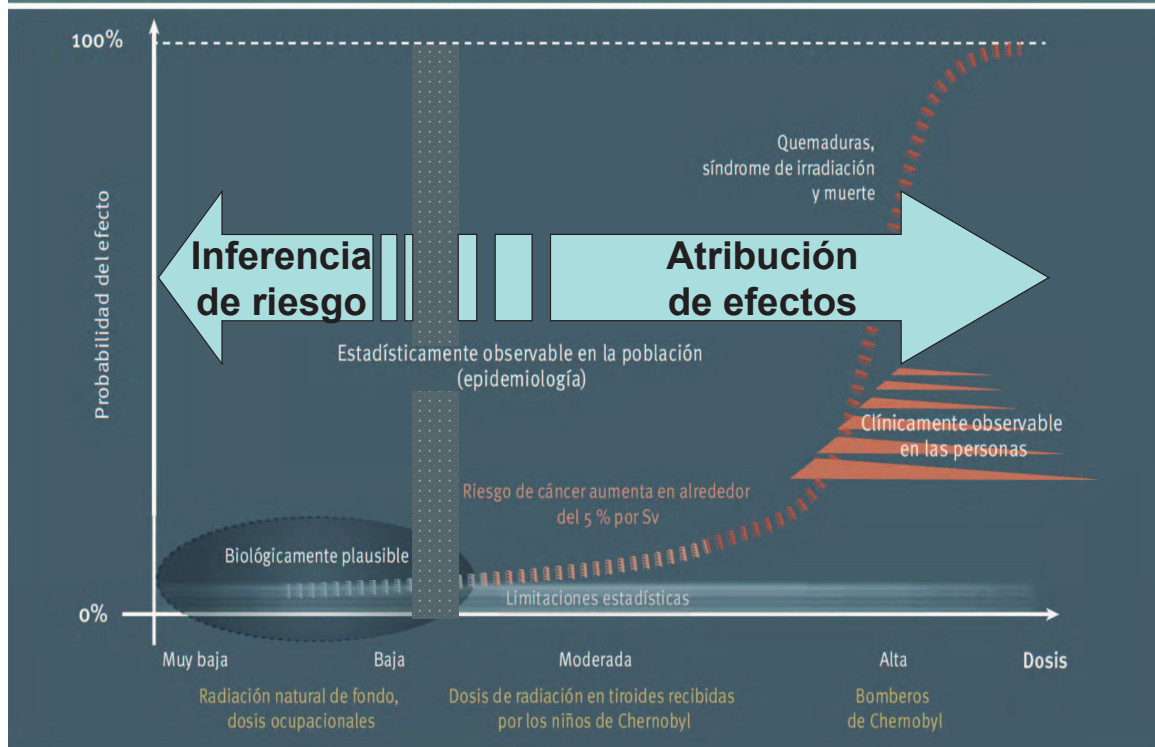 100%
Quemaduras,
síndrome de irradiación
y muerte
Probabilidad del efecto
Inferencia
de riesgo
Atribución
de efectos
Estadísticamente observable en la población
(epidemiología)
Clínicamente observable
en las personas
Riesgo de cáncer aumenta en alrededor
del 5 % por Sv
Biológicamente plausible
Limitaciones estadísticas
0%
Muy baja
Baja
Moderada
Alta
Dosis
Radiación natural de fondo,
dosis ocupacionales
Dosis de radiación en tiroides recibidas
por los niños de Chernobyl
Bomberos
de Chernobyl